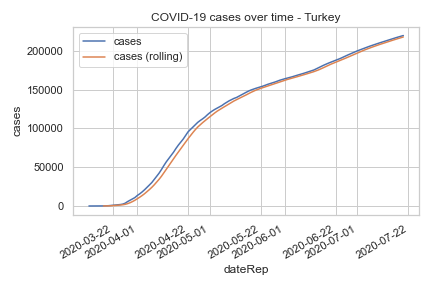 COVID-19 cases over time - Turkey
cases
cases (rolling)
200000
150000
100000
50000
0
cases
2020-03-22
2020-04-01
2020-04-22
2020-05-01
2020-05-22
2020-06-01
2020-06-22
2020-07-01
2020-07-22
dateRep